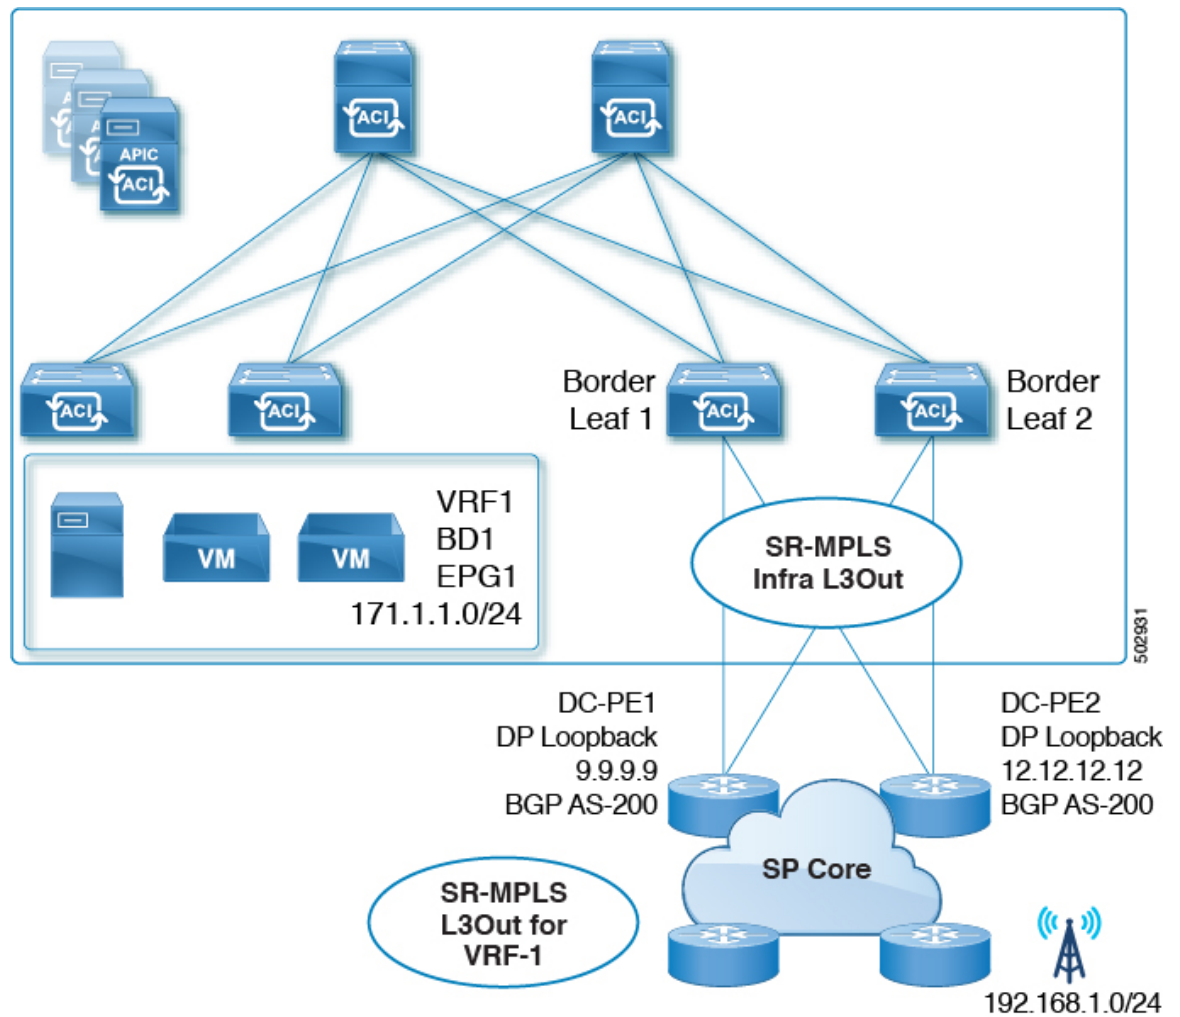 ACI
ACI
A
A
APIC
ACI
ACI
ACI
Border
Leaf 1
ACI
ACI
Border
Leaf 2
VM
VM
VRF1
BD1
EPG1
171.1.1.0/24
SR-MPLS
Infra L3Out
502931
DC-PE1
DP Loopback
9.9.9.9
BGP AS-200
DC-PE2
DP Loopback
12.12.12.12
BGP AS-200
SP Core
SR-MPLS
L3Out for
VRF-1
192.168.1.0/24